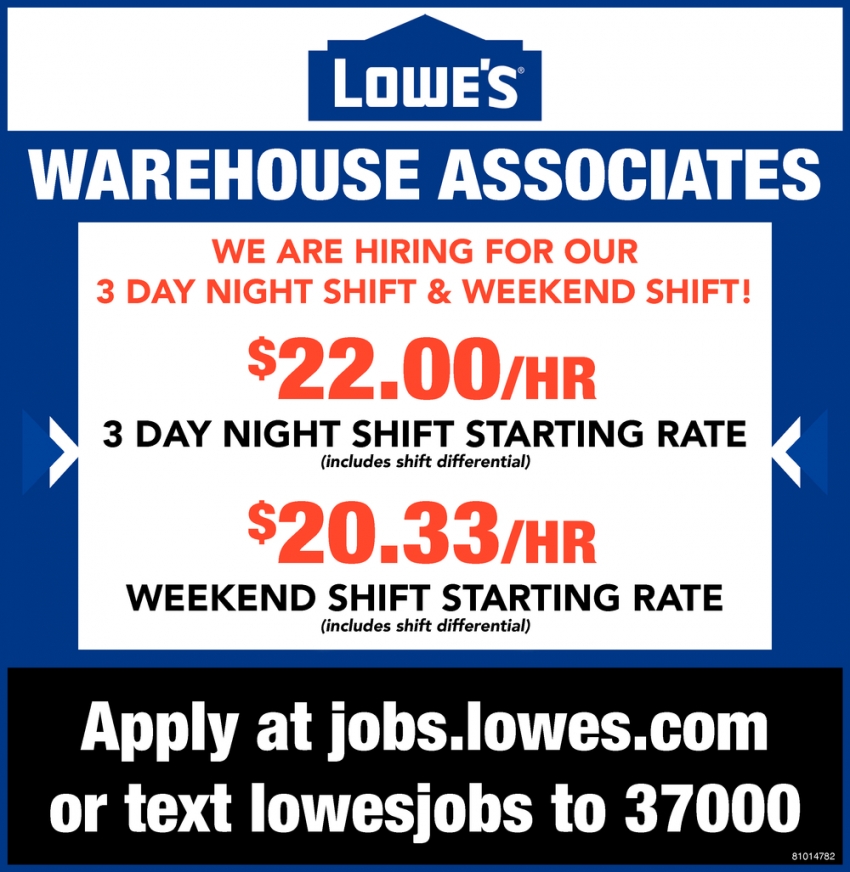 LOWE'S®
WAREHOUSE ASSOCIATES
WE ARE HIRING FOR OUR
3 DAY NIGHT SHIFT & WEEKEND SHIFT!
$22.00/HR
3 DAY NIGHT SHIFT STARTING RATE
(includes shift differential)
$20.33/HR
WEEKEND SHIFT STARTING RATE
(includes shift differential)
Apply at jobs.lowes.com
or text lowesjobs to 37000
81014782